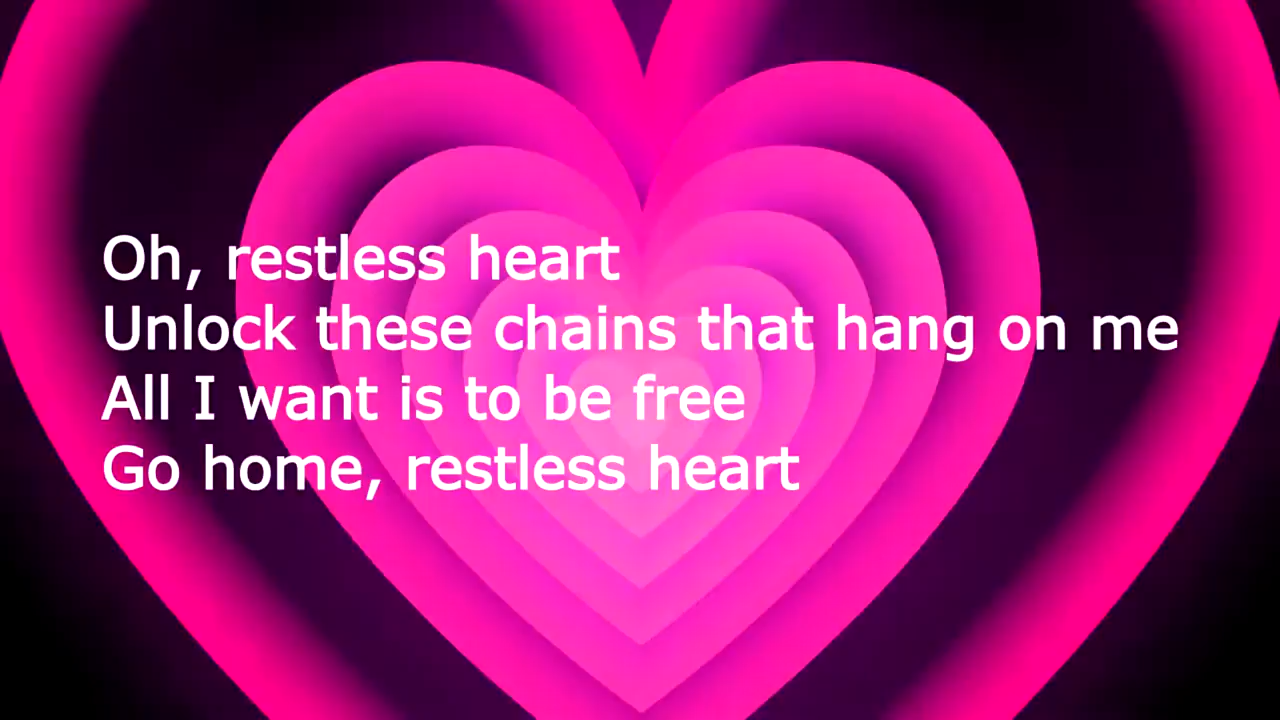 Oh, restless heart
Unlock these chains that hang on me
All I want is to be free
Go home, restless heart